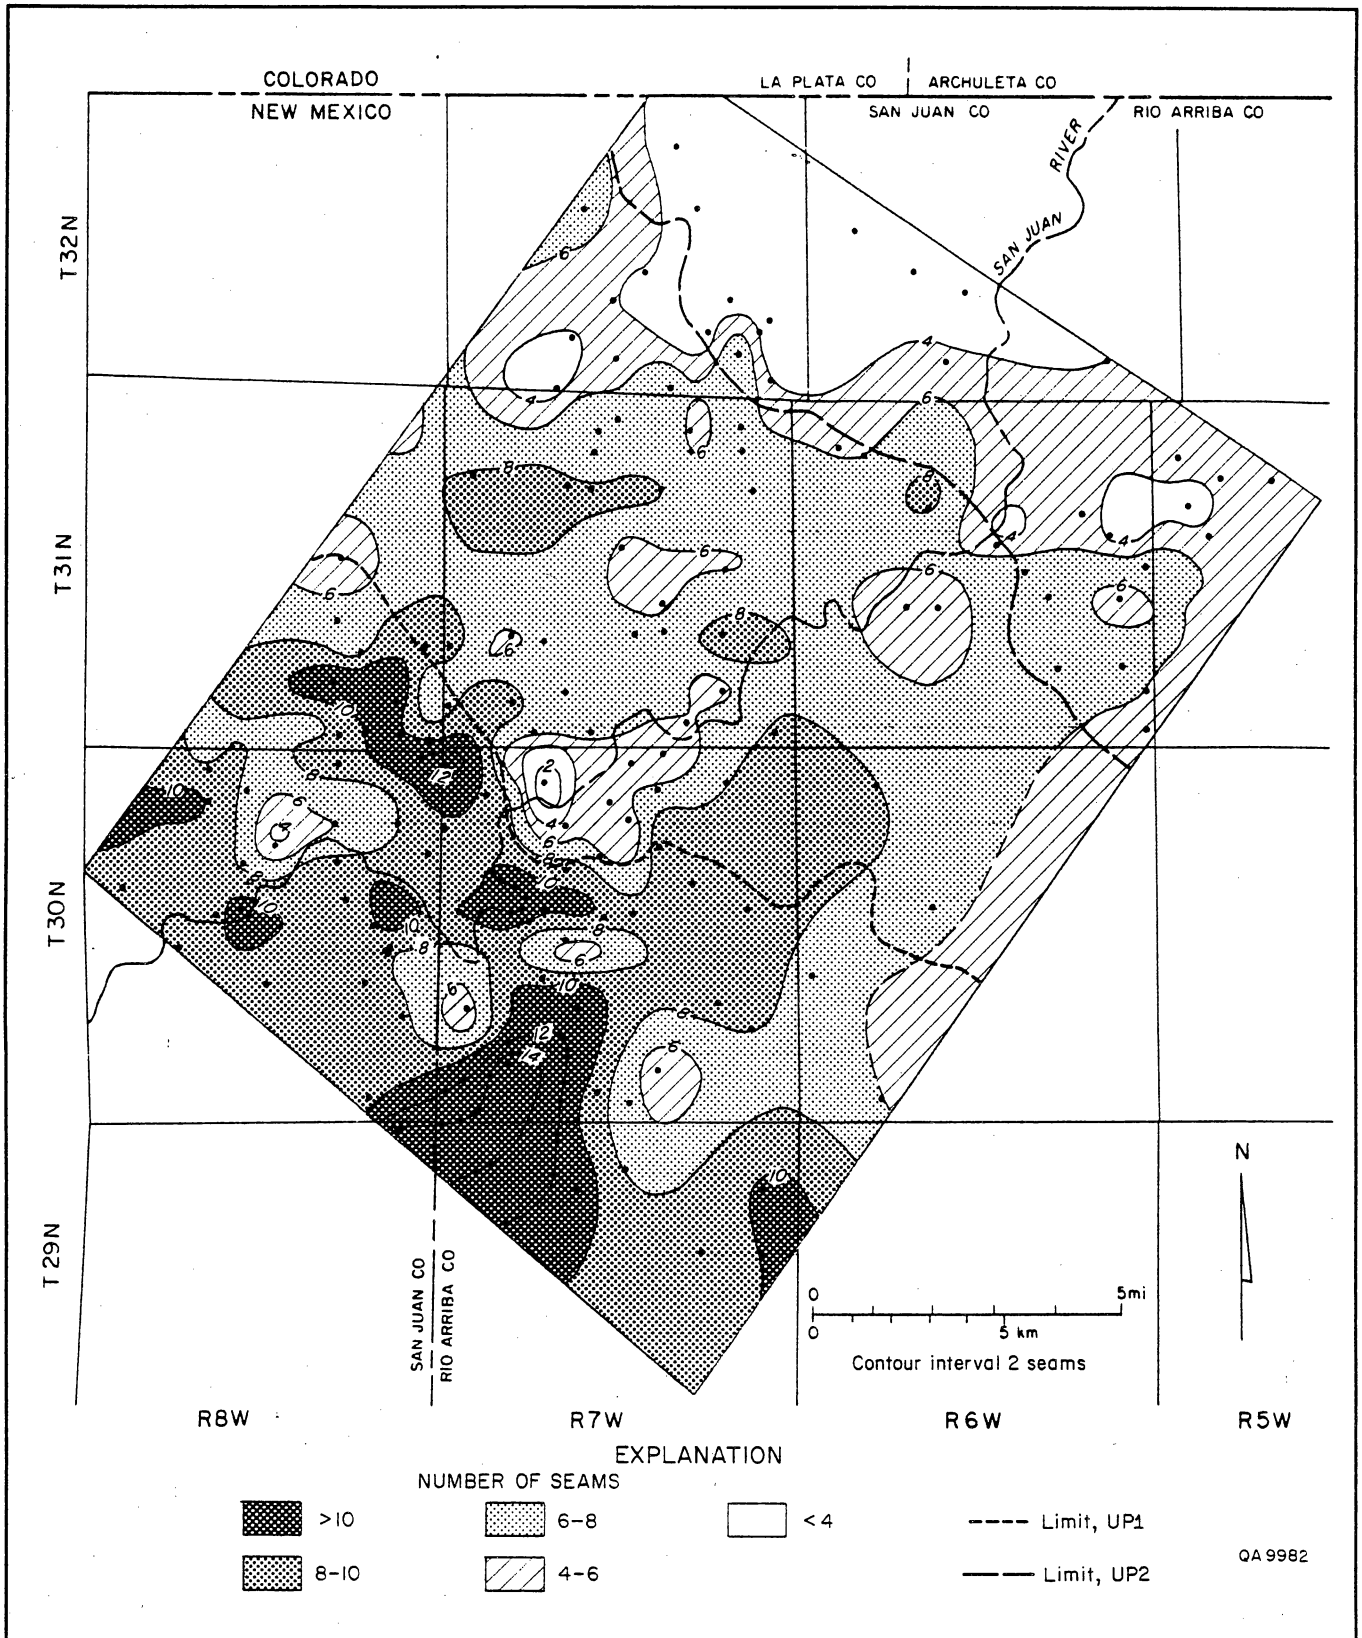 COLORADO
LA PLATA CO
ARCHULETA CO
NEW MEXICO
SAN JUAN CO
RIO ARRIBA CO
SAN JUAN RIVER
T32N
6
4
4
6
8
6
8
6
4
4
T31N
6
6
6
8
6
10
2
12
8
10
6
3
4
6
8
8
10
T30N
10
10
8
8
6
6
10
8
12
14
6
10
N
T29N
SAN JUAN CO
RIO ARRIBA CO
0 5mi
0 5 km
Contour interval 2 seams
R8W R7W R6W R5W
EXPLANATION
NUMBER OF SEAMS
>10 6-8 <4 Limit, UP1
8-10 4-6 Limit, UP2
QA 9982